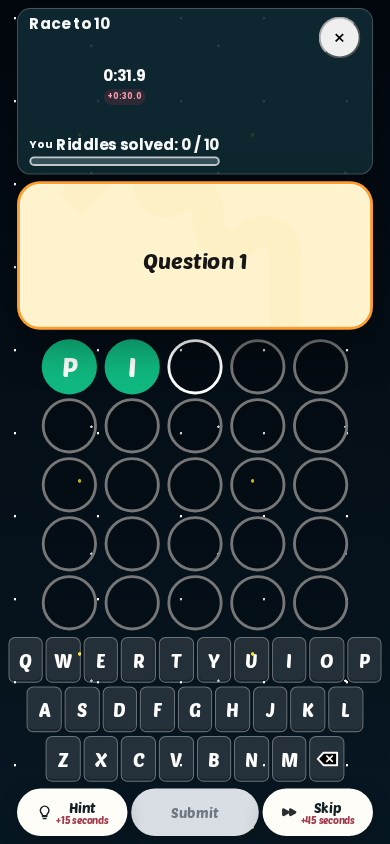 Race to 10
×
0:31.9
+0:30.0
You Riddles solved: 0 / 10
Question 1
P I
Q W E R T Y U I O P
A S D F G H J K L
Z X C V B N M
Hint
+15 seconds
Submit
Skip
+45 seconds